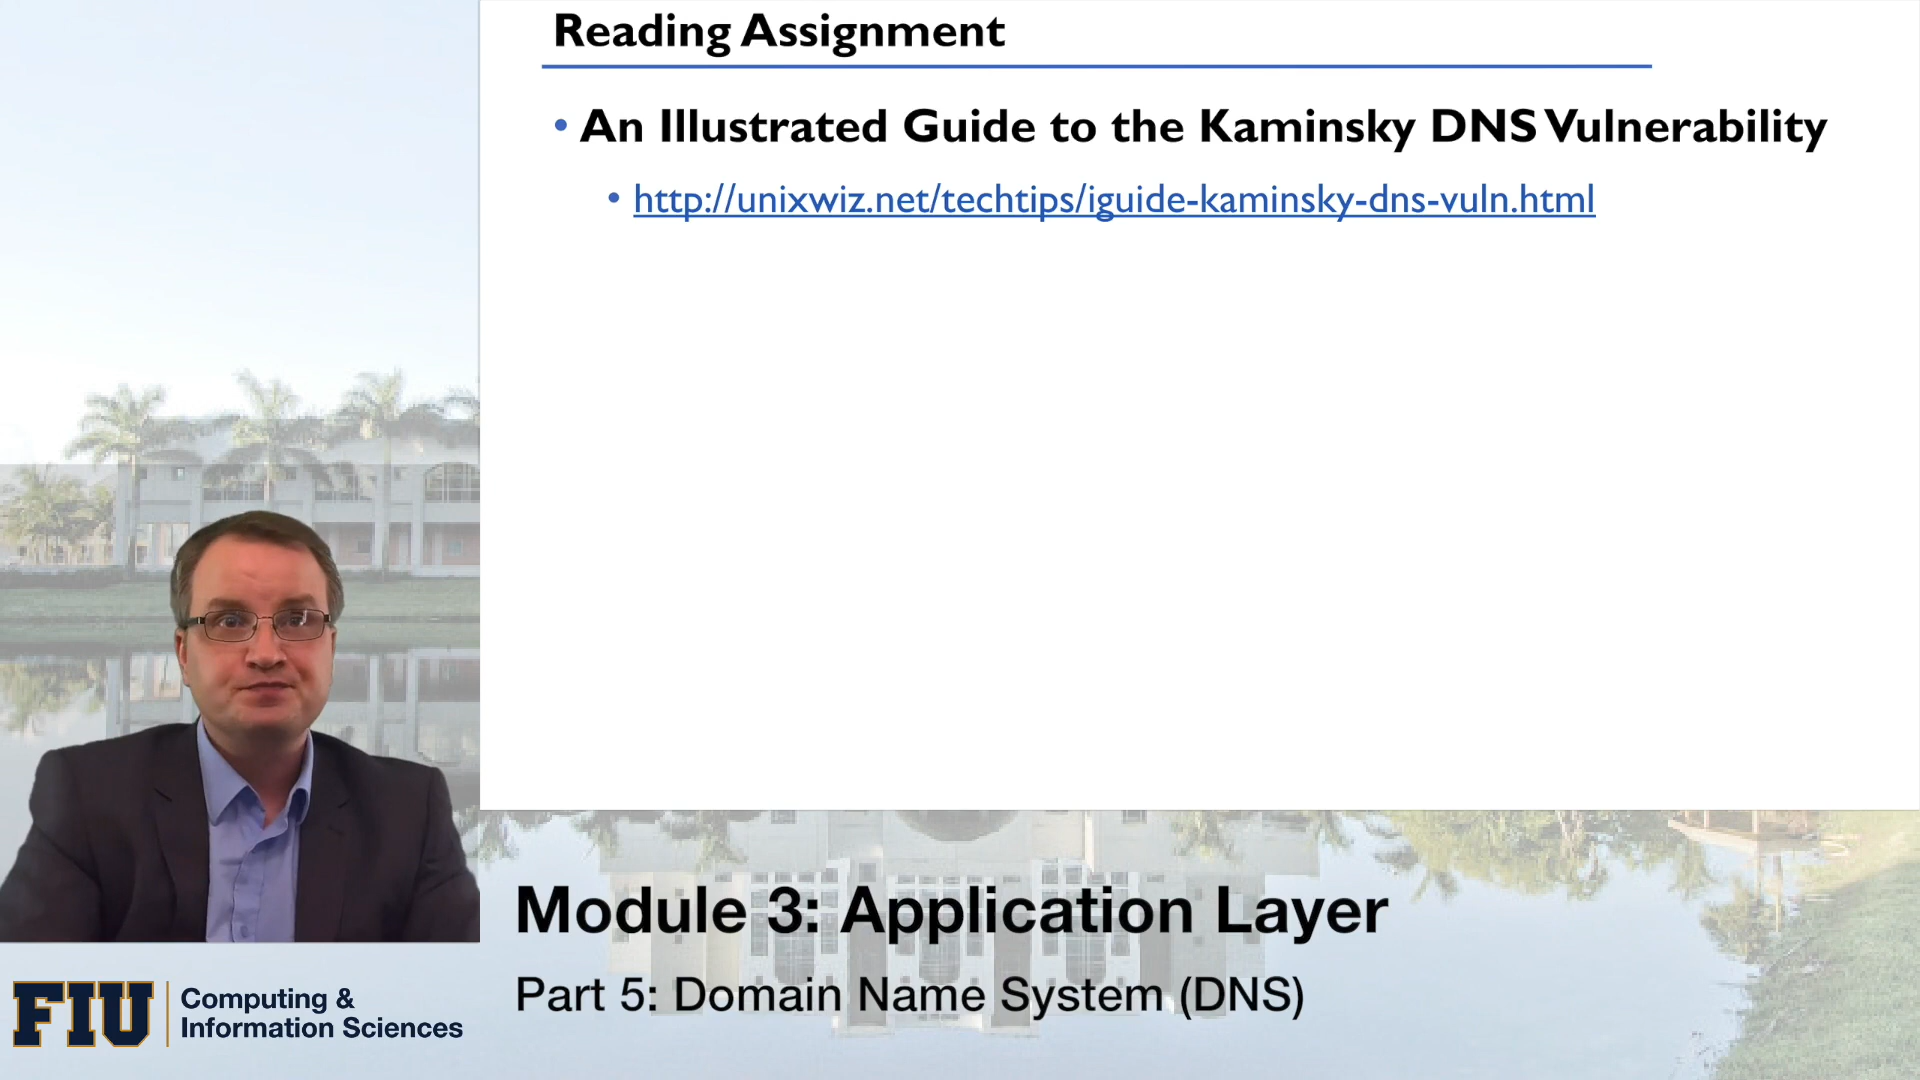 Reading Assignment
• An Illustrated Guide to the Kaminsky DNS Vulnerability
• http://unixwiz.net/techtips/iguide-kaminsky-dns-vuln.html
Module 3: Application Layer
Part 5: Domain Name System (DNS)
FIU
Computing &
Information Sciences